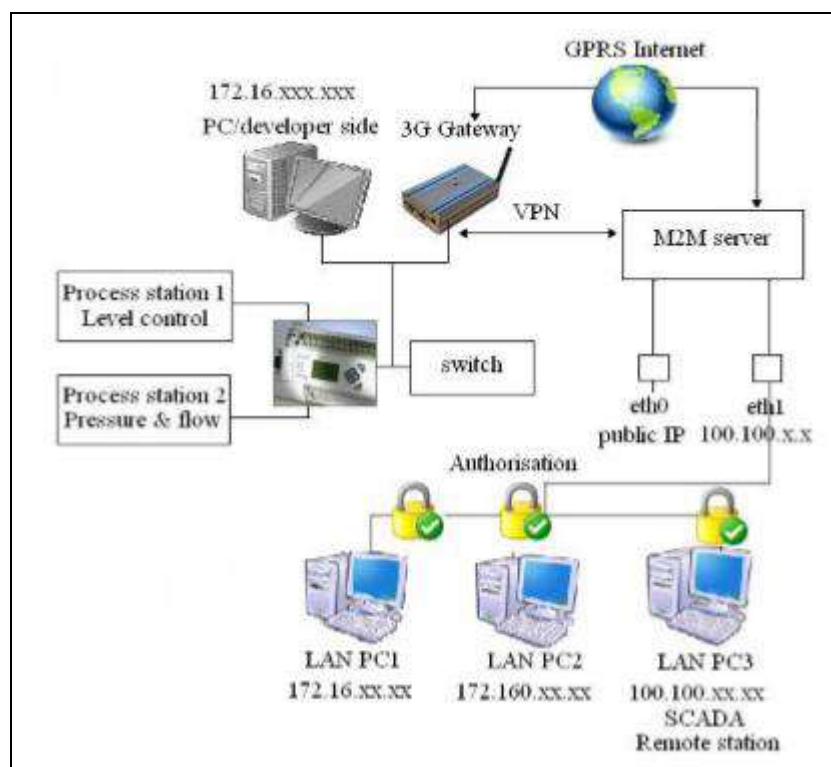 GPRS Internet
172.16.xxx.xxx
PC/developer side
3G Gateway
VPN
M2M server
Process station 1
Level control
switch
Process station 2
Pressure & flow
eth0
public IP
eth1
100.100.x.x
Authorisation
LAN PC1
172.16.xx.xx
LAN PC2
172.160.xx.xx
LAN PC3
100.100.xx.xx
SCADA
Remote station